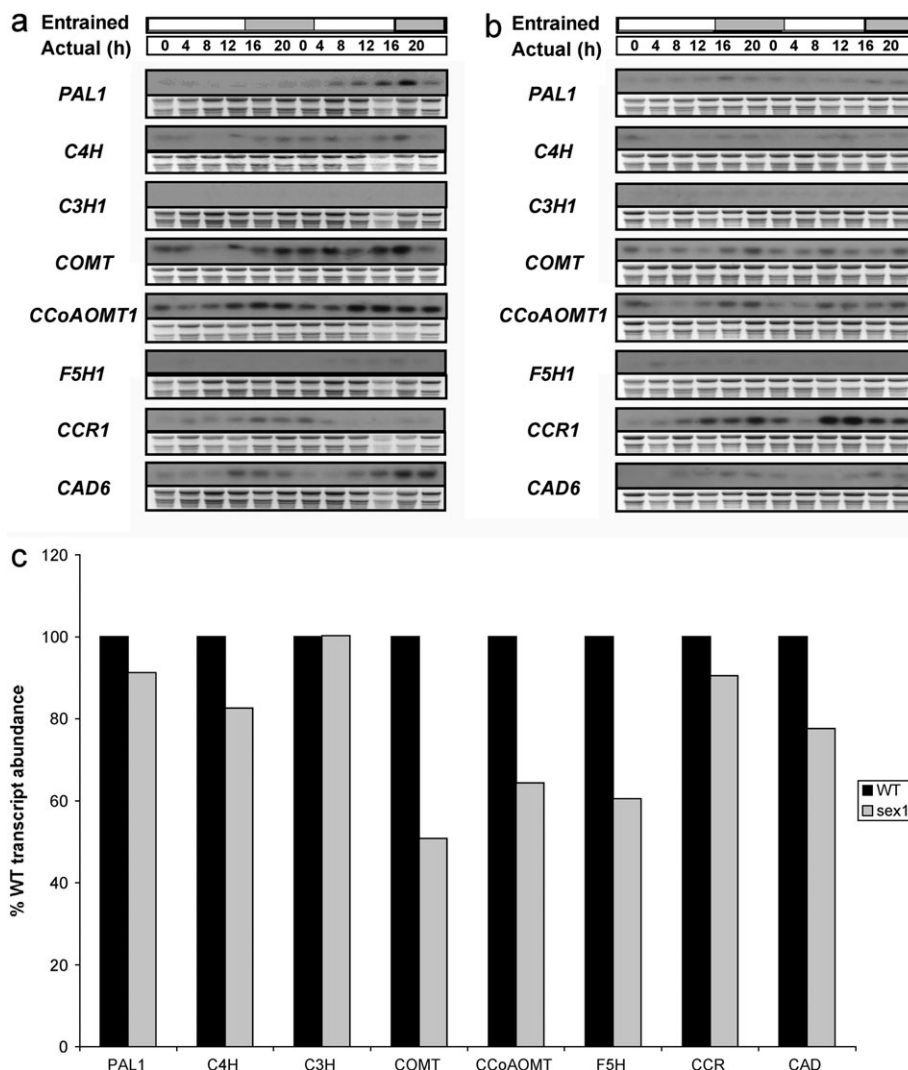 a
Entrained
Actual (h) 0 4 8 12 16 20 0 4 8 12 16 20
PAL1
C4H
C3H1
COMT
CCoAOMT1
F5H1
CCR1
CAD6
b
Entrained
Actual (h) 0 4 8 12 16 20 0 4 8 12 16 20
PAL1
C4H
C3H1
COMT
CCoAOMT1
F5H1
CCR1
CAD6
c
% WT transcript abundance
120
100
80
60
40
20
0
PAL1 C4H C3H COMT CCoAOMT F5H CCR CAD
WT
sex1